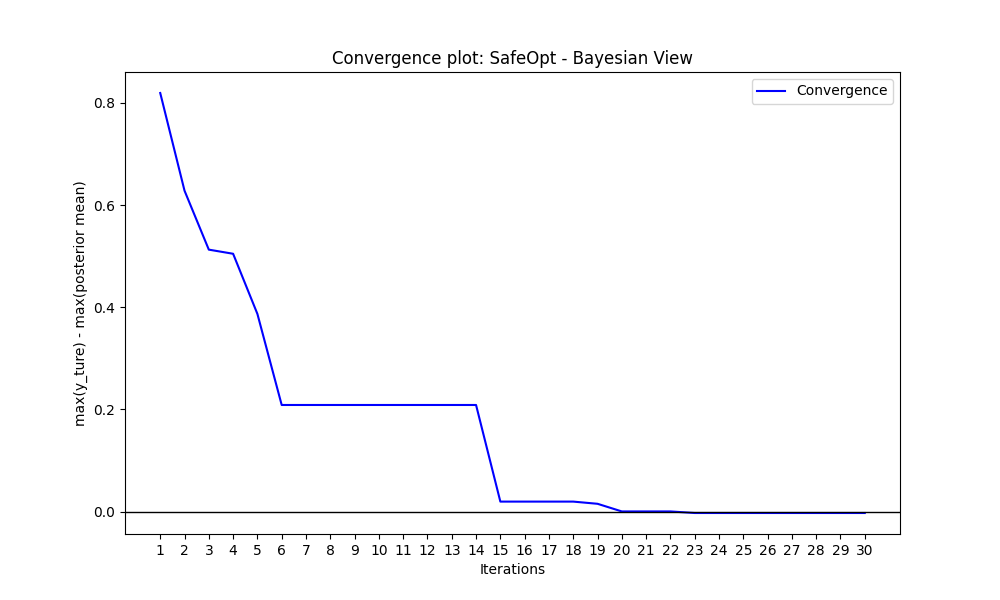 Convergence plot: SafeOpt - Bayesian View
Convergence
max(y_ture) - max(posterior mean)
0.8
0.6
0.4
0.2
0.0
1 2 3 4 5 6 7 8 9 10 11 12 13 14 15 16 17 18 19 20 21 22 23 24 25 26 27 28 29 30
Iterations